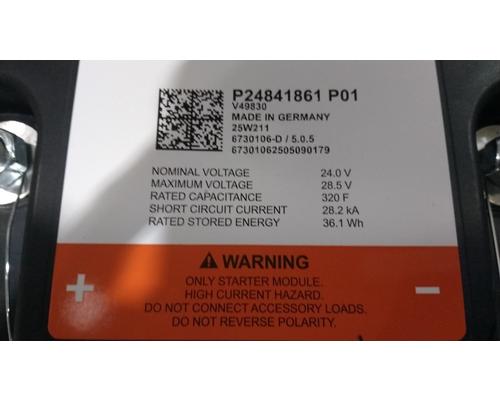 P24841861 P01
V49830
MADE IN GERMANY
25W211
6730106-D / 5.0.5
67301062505090179
NOMINAL VOLTAGE 24.0 V
MAXIMUM VOLTAGE 28.5 V
RATED CAPACITANCE 320 F
SHORT CIRCUIT CURRENT 28.2 kA
RATED STORED ENERGY 36.1 Wh
⚠ WARNING
+ −
ONLY STARTER MODULE.
HIGH CURRENT HAZARD.
DO NOT CONNECT ACCESSORY LOADS.
DO NOT REVERSE POLARITY.